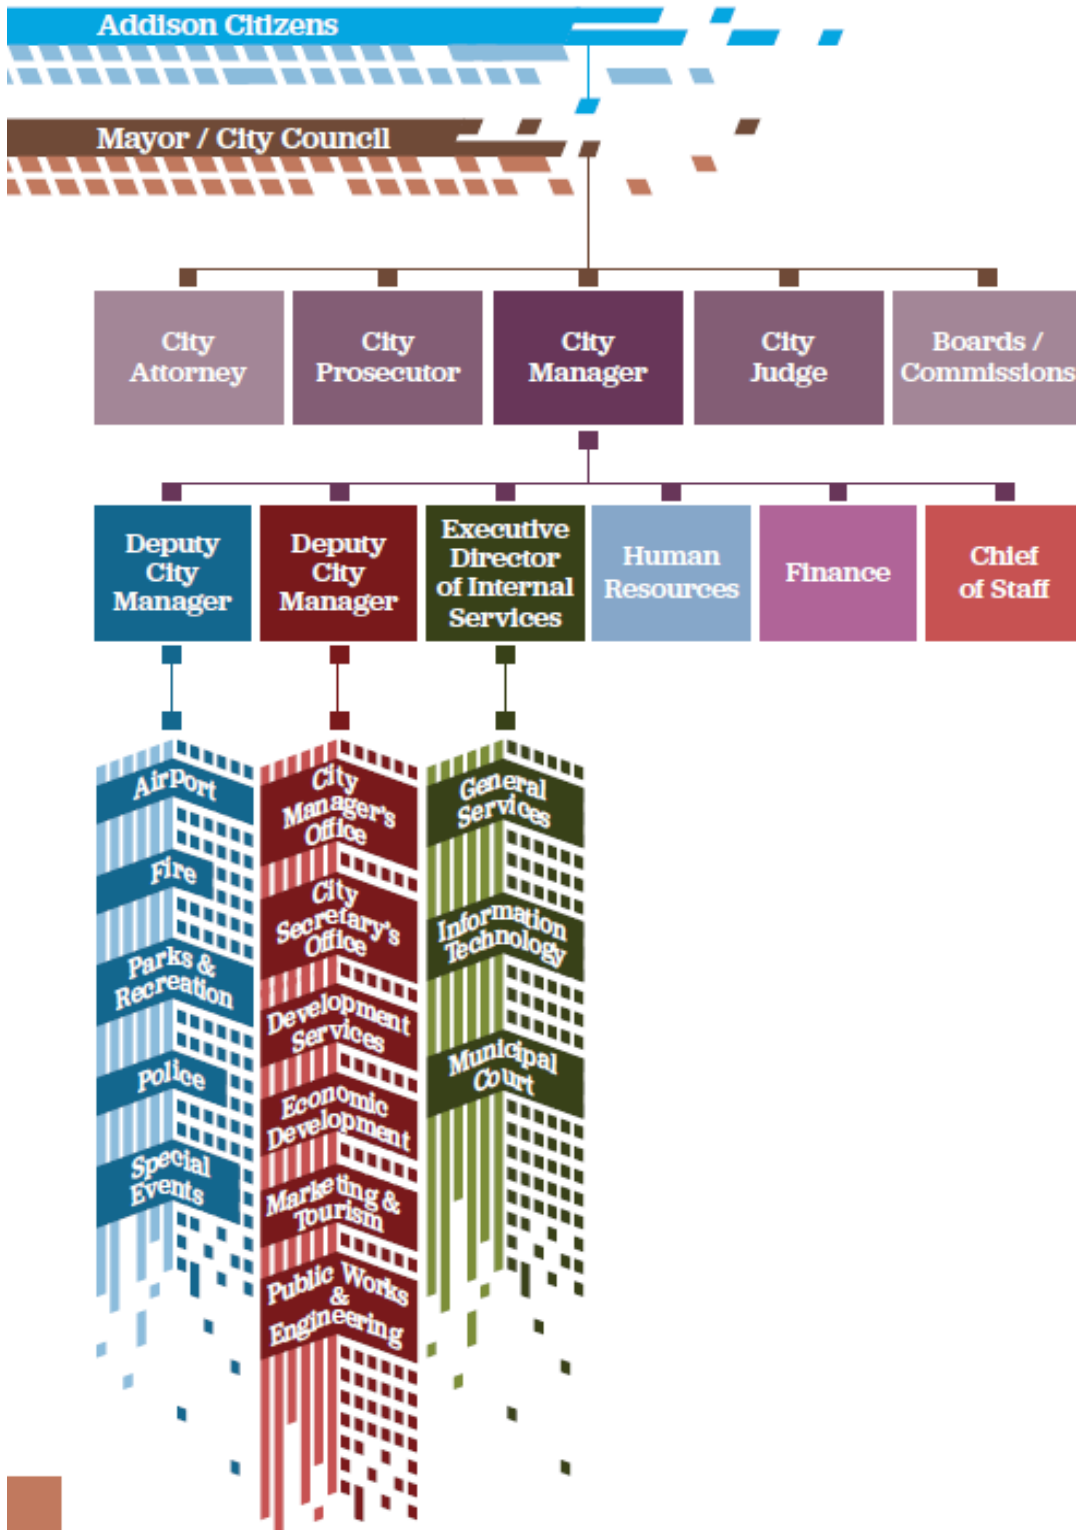 Addison Citizens
Mayor / City Council
City
Attorney
City
Prosecutor
City
Manager
City
Judge
Boards /
Commissions
Deputy
City
Manager
Deputy
City
Manager
Executive
Director
of Internal
Services
Human
Resources
Finance
Chief
of Staff
Airport
Fire
Parks &
Recreation
Police
Special
Events
City
Manager's
Office
City
Secretary's
Office
Development
Services
Economic
Development
Marketing &
Tourism
Public Works
&
Engineering
General
Services
Information
Technology
Municipal
Court